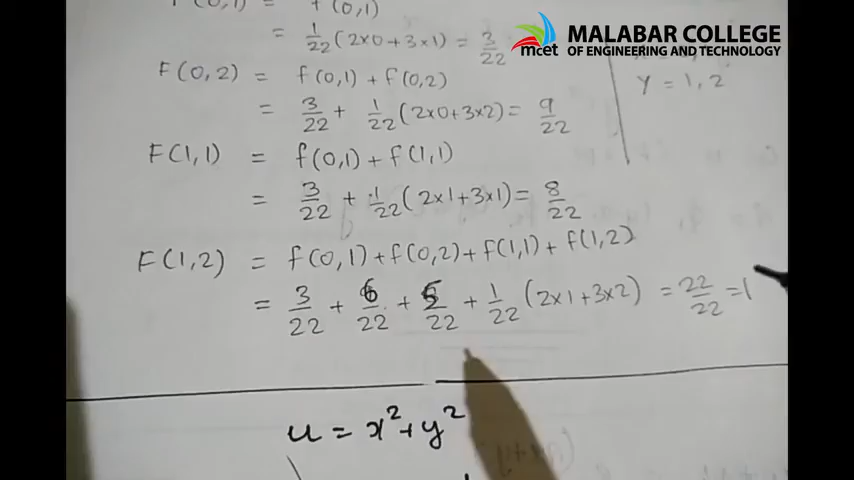 F(0,1) = f(0,1)
= 1/22 (2×0+3×1) = 3/22
MALABAR COLLEGE
OF ENGINEERING AND TECHNOLOGY
mcet
y = 1, 2
F(0,2) = f(0,1) + f(0,2)
= 3/22 + 1/22 (2×0+3×2) = 9/22
F(1,1) = f(0,1) + f(1,1)
= 3/22 + 1/22 (2×1+3×1) = 8/22
F(1,2) = f(0,1) + f(0,2) + f(1,1) + f(1,2)
= 3/22 + 6/22 + 5/22 + 1/22 (2×1+3×2) = 22/22 = 1
u = x² + y²